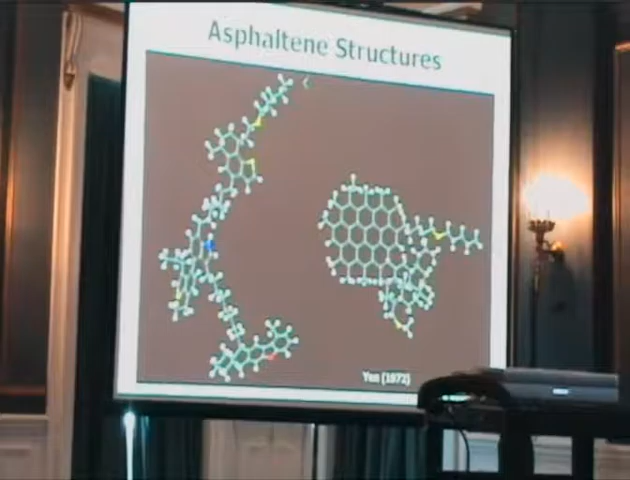 Asphaltene Structures
Yen (1972)